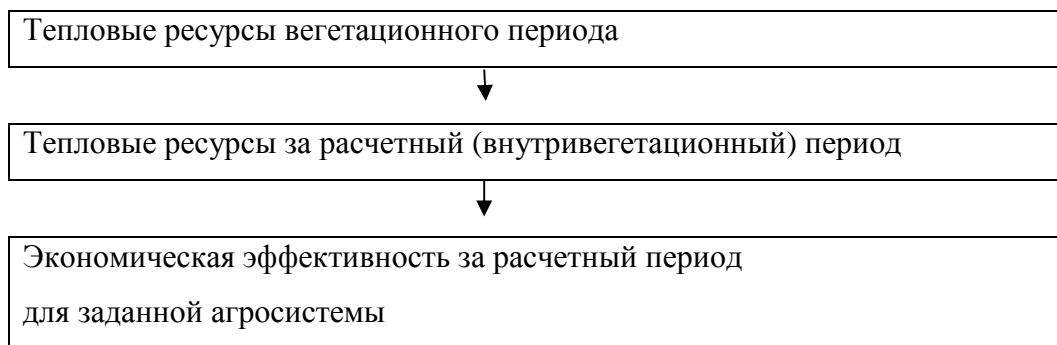 Тепловые ресурсы вегетационного периода
Тепловые ресурсы за расчетный (внутривегетационный) период
Экономическая эффективность за расчетный период
для заданной агросистемы